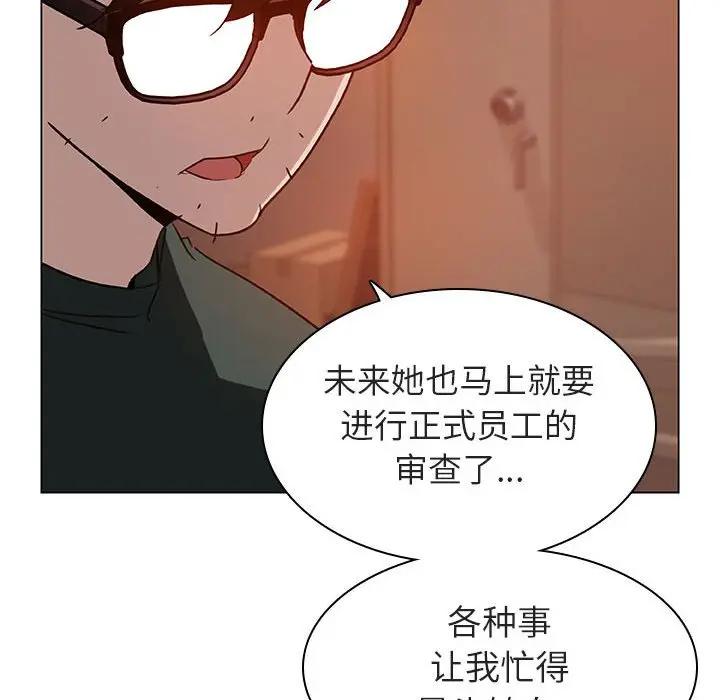 未来她也马上就要
进行正式员工的
审查了...
各种事
让我忙得